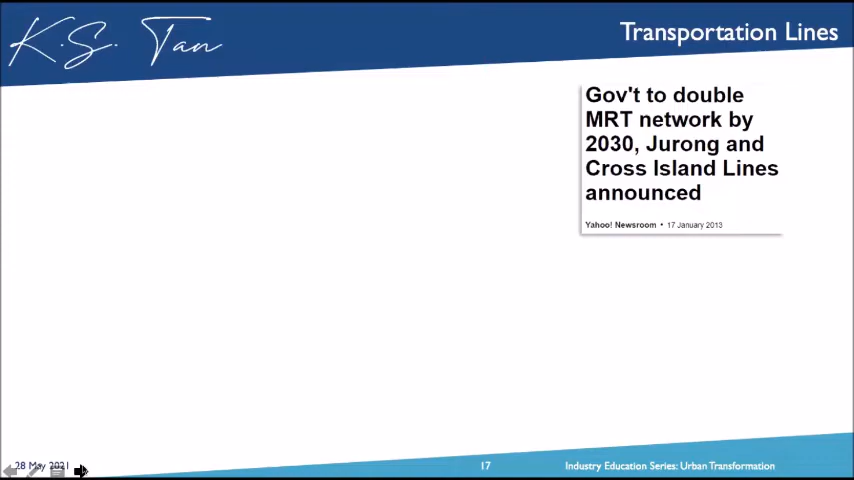 K.S. Tan
Transportation Lines
Gov't to double
MRT network by
2030, Jurong and
Cross Island Lines
announced
Yahoo! Newsroom • 17 January 2013
28 May 2021
17
Industry Education Series: Urban Transformation